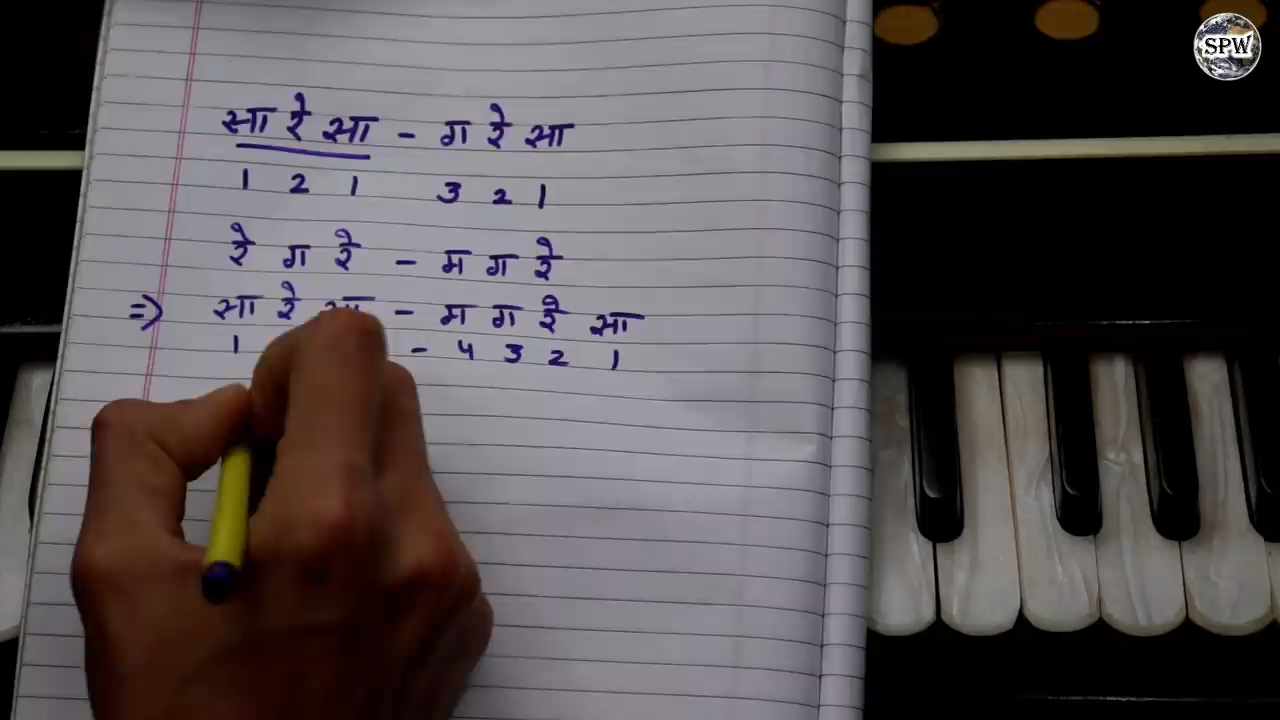 SPW
सा रे सा - ग रे सा
1 2 1 3 2 1
रे ग रे - म ग रे
⇒ सा रे सा - म ग रे सा
1 - 4 3 2 1